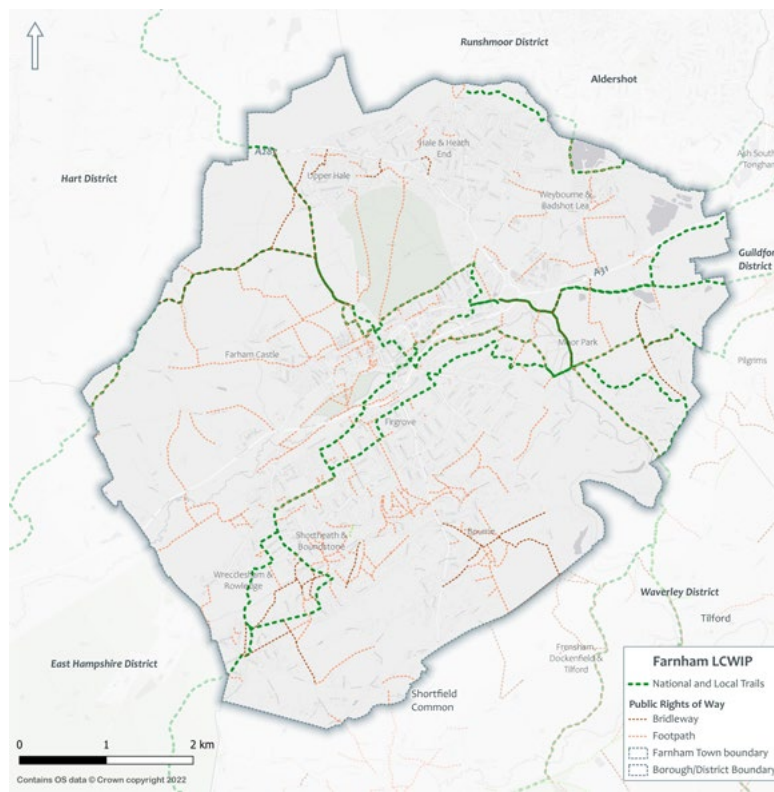 Runshmoor District
Aldershot
A287
Hale & Heath
End
Ash South
Tongham
Hart District
Upper Hale
Weybourne &
Badshot Lea
Guildford
District
A31
Moor Park
Farham Castle
Pilgrims
Firgrove
Shortheath &
Boundstone
Bourne
Wrecclesham &
Rowledge
Waverley District
Tilford
East Hampshire District
Frensham,
Dockenfield &
Tilford
Shortfield
Common
Farnham LCWIP
National and Local Trails
Public Rights of Way
Bridleway
Footpath
Farnham Town boundary
Borough/District Boundary
0 1 2 km
Contains OS data © Crown copyright 2022